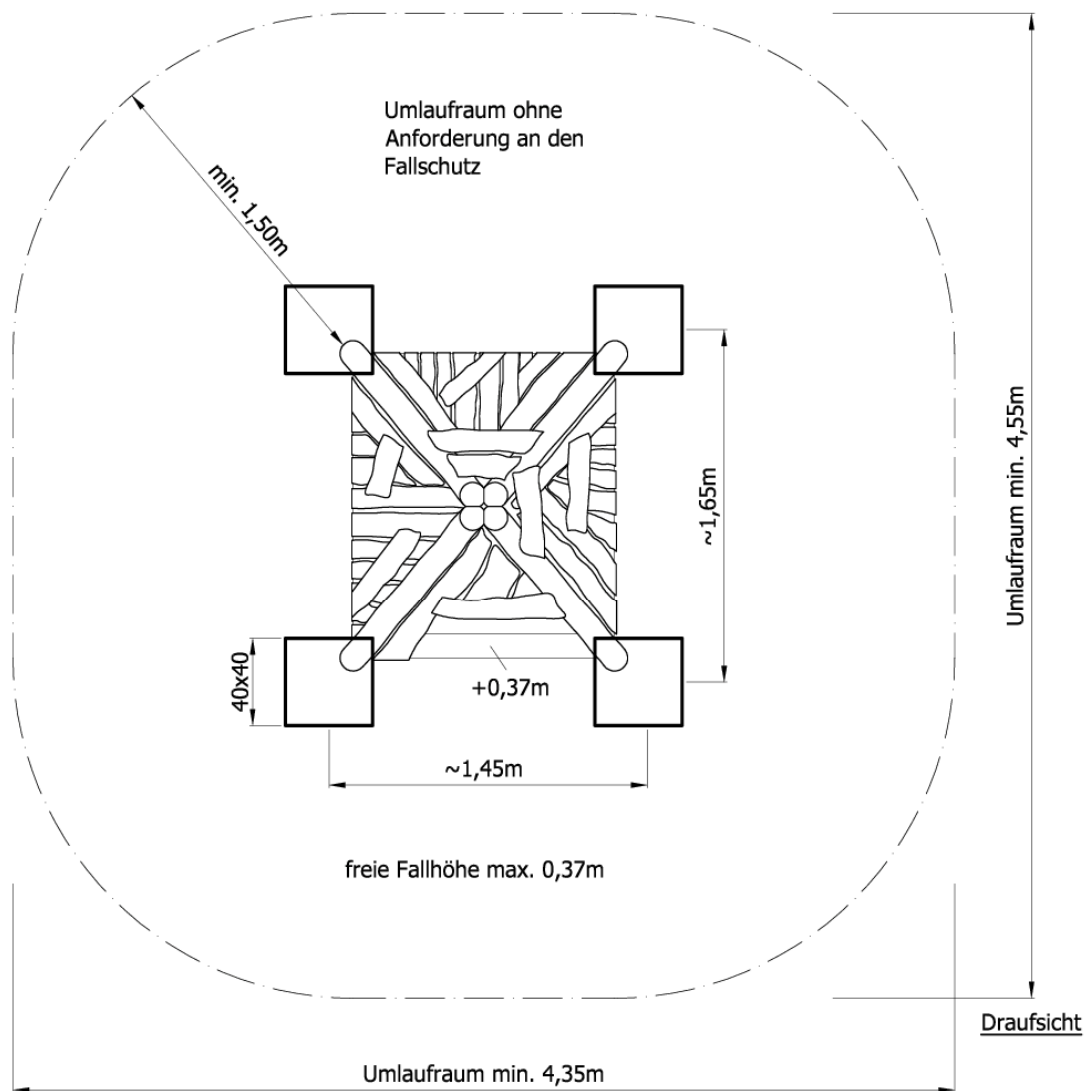 Umlaufraum ohne
Anforderung an den
Fallschutz
min. 1,50m
Umlaufraum min. 4,55m
~1,65m
40x40
+0,37m
~1,45m
freie Fallhöhe max. 0,37m
Draufsicht
Umlaufraum min. 4,35m